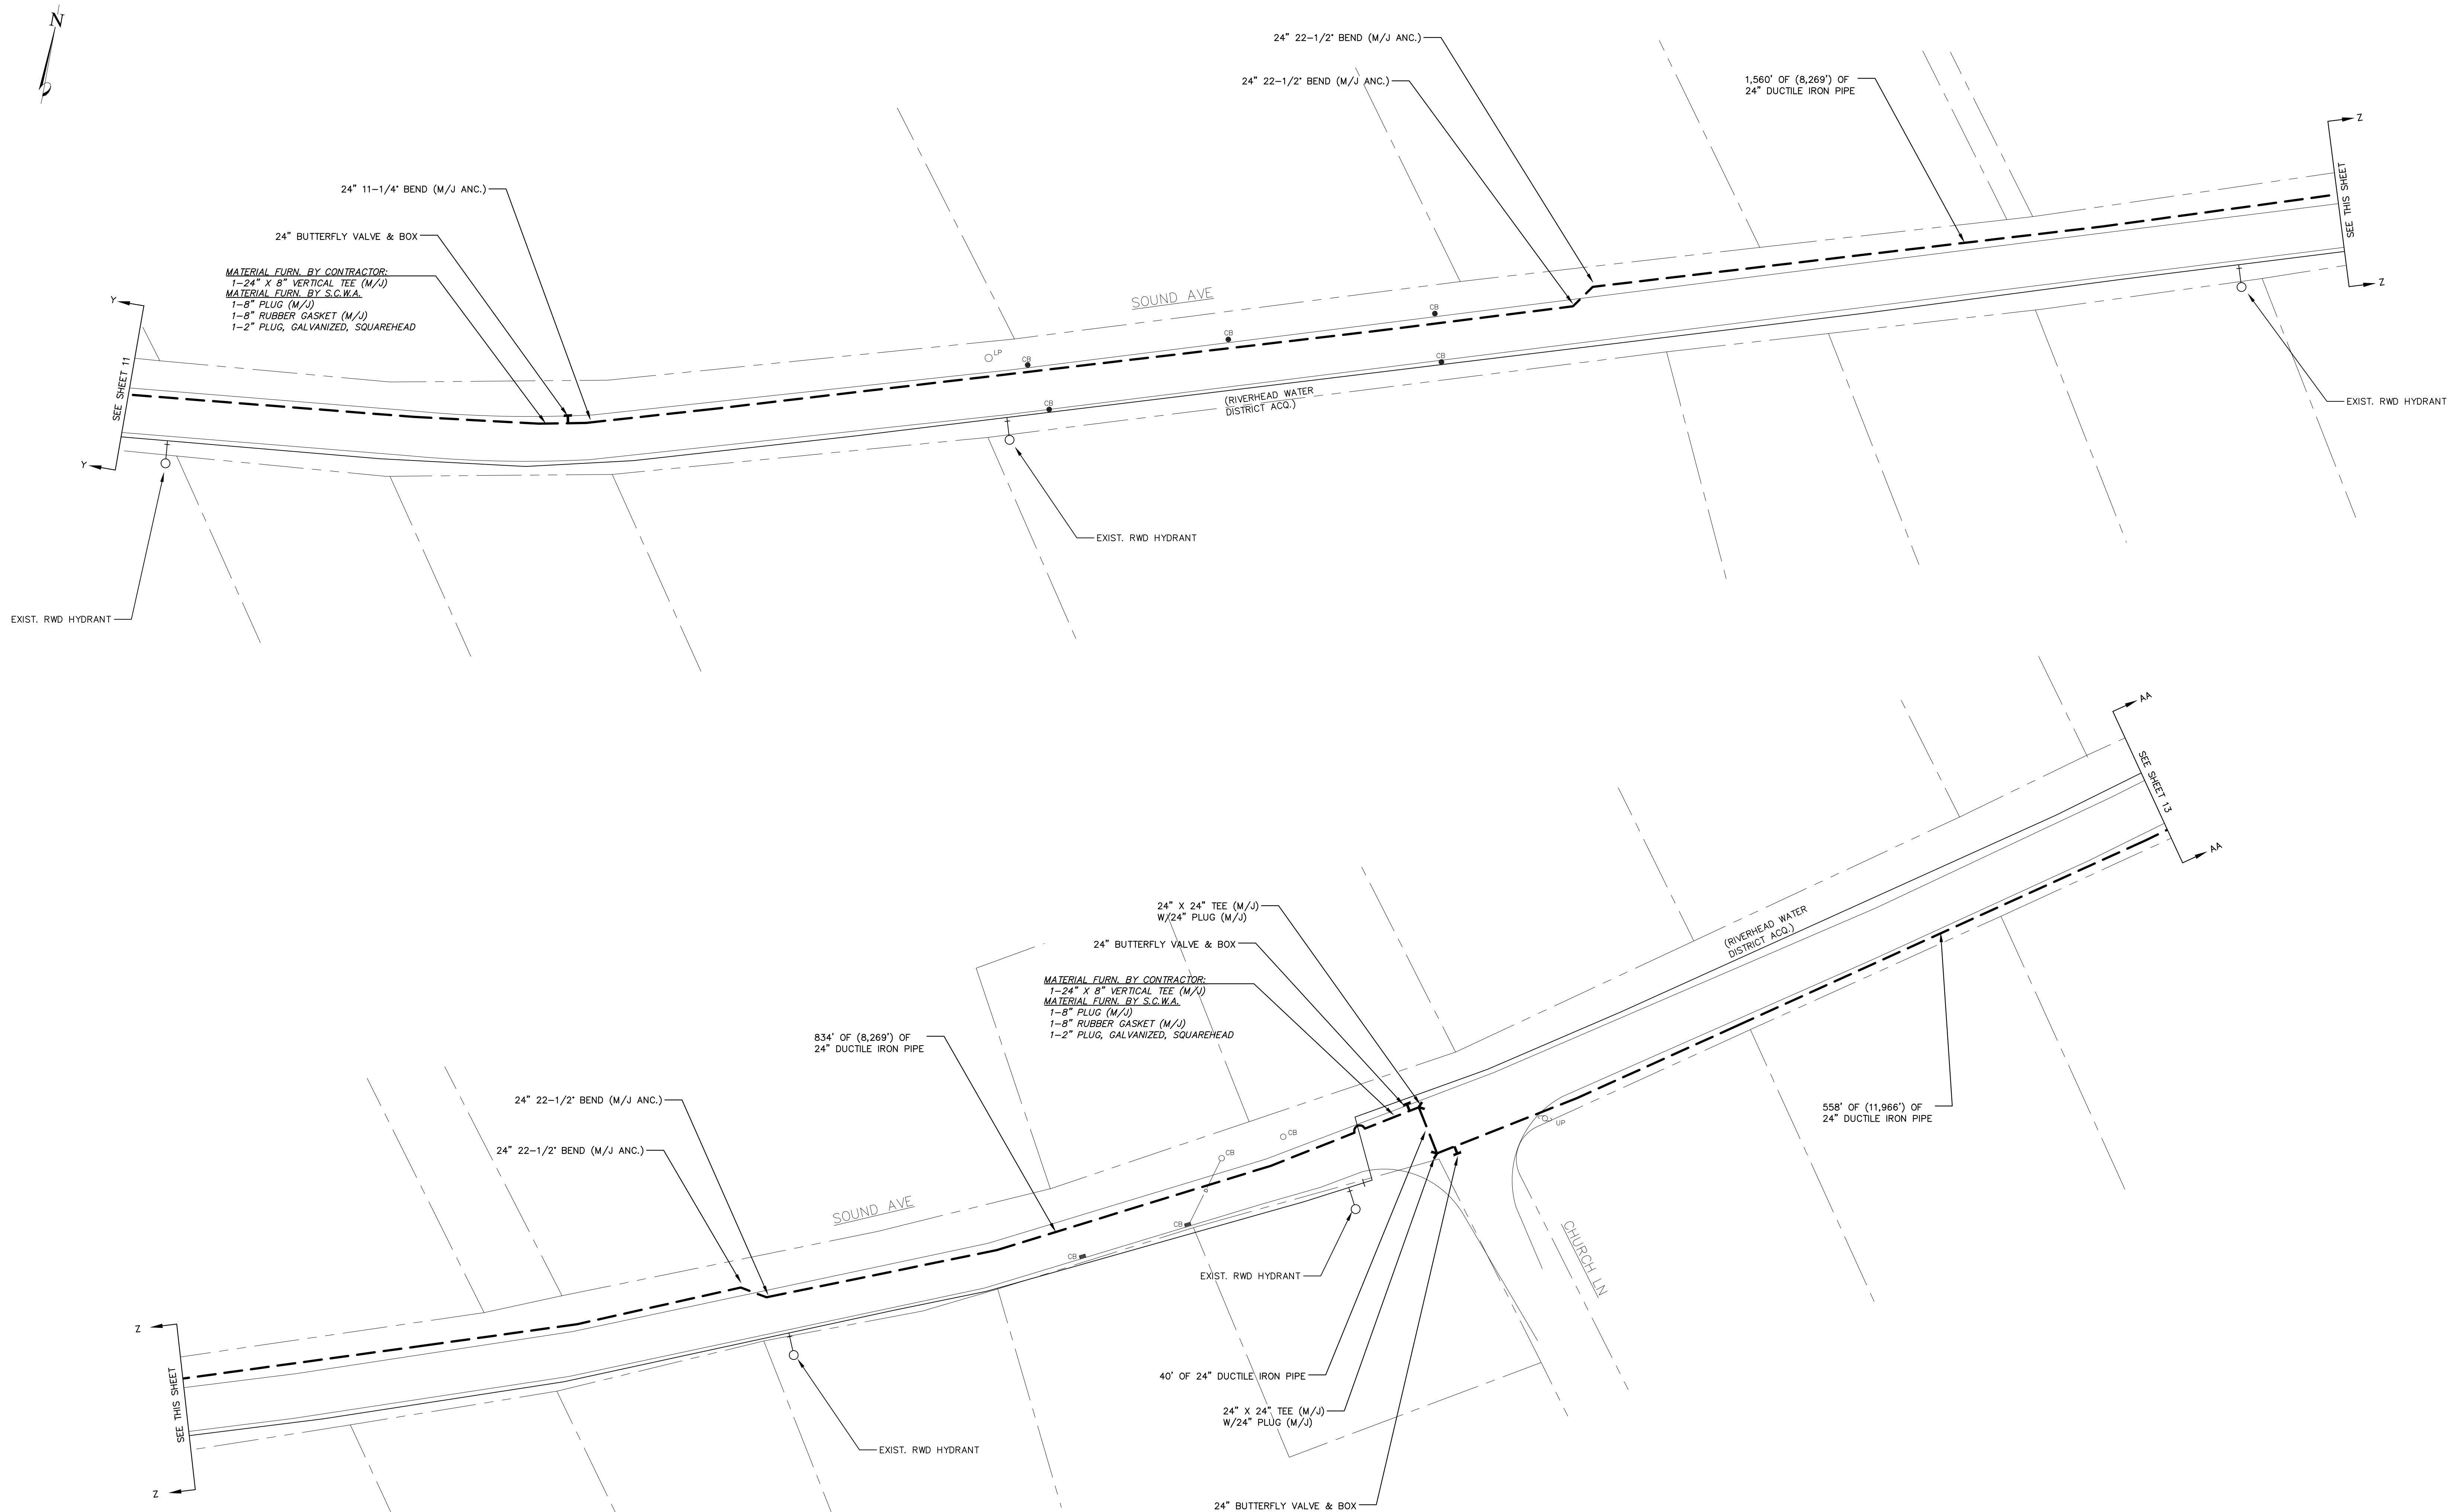 N
24" 22-1/2° BEND (M/J ANC.)
24" 22-1/2° BEND (M/J ANC.)
1,560' OF (8,269') OF
24" DUCTILE IRON PIPE
Z
SEE THIS SHEET
Z
24" 11-1/4° BEND (M/J ANC.)
24" BUTTERFLY VALVE & BOX
MATERIAL FURN. BY CONTRACTOR:
1-24" X 8" VERTICAL TEE (M/J)
MATERIAL FURN. BY S.C.W.A.
1-8" PLUG (M/J)
1-8" RUBBER GASKET (M/J)
1-2" PLUG, GALVANIZED, SQUAREHEAD
Y
SEE SHEET 11
Y
SOUND AVE
LP
CB
CB
CB
CB
CB
(RIVERHEAD WATER
DISTRICT ACQ.)
EXIST. RWD HYDRANT
EXIST. RWD HYDRANT
EXIST. RWD HYDRANT
AA
SEE SHEET 13
AA
24" X 24" TEE (M/J)
W/24" PLUG (M/J)
24" BUTTERFLY VALVE & BOX
MATERIAL FURN. BY CONTRACTOR:
1-24" X 8" VERTICAL TEE (M/J)
MATERIAL FURN. BY S.C.W.A.
1-8" PLUG (M/J)
1-8" RUBBER GASKET (M/J)
1-2" PLUG, GALVANIZED, SQUAREHEAD
(RIVERHEAD WATER
DISTRICT ACQ.)
834' OF (8,269') OF
24" DUCTILE IRON PIPE
24" 22-1/2° BEND (M/J ANC.)
24" 22-1/2° BEND (M/J ANC.)
558' OF (11,966') OF
24" DUCTILE IRON PIPE
UP
CB
CB
CB
CB
SOUND AVE
CHURCH LN
EXIST. RWD HYDRANT
Z
SEE THIS SHEET
Z
40' OF 24" DUCTILE IRON PIPE
24" X 24" TEE (M/J)
W/24" PLUG (M/J)
EXIST. RWD HYDRANT
24" BUTTERFLY VALVE & BOX